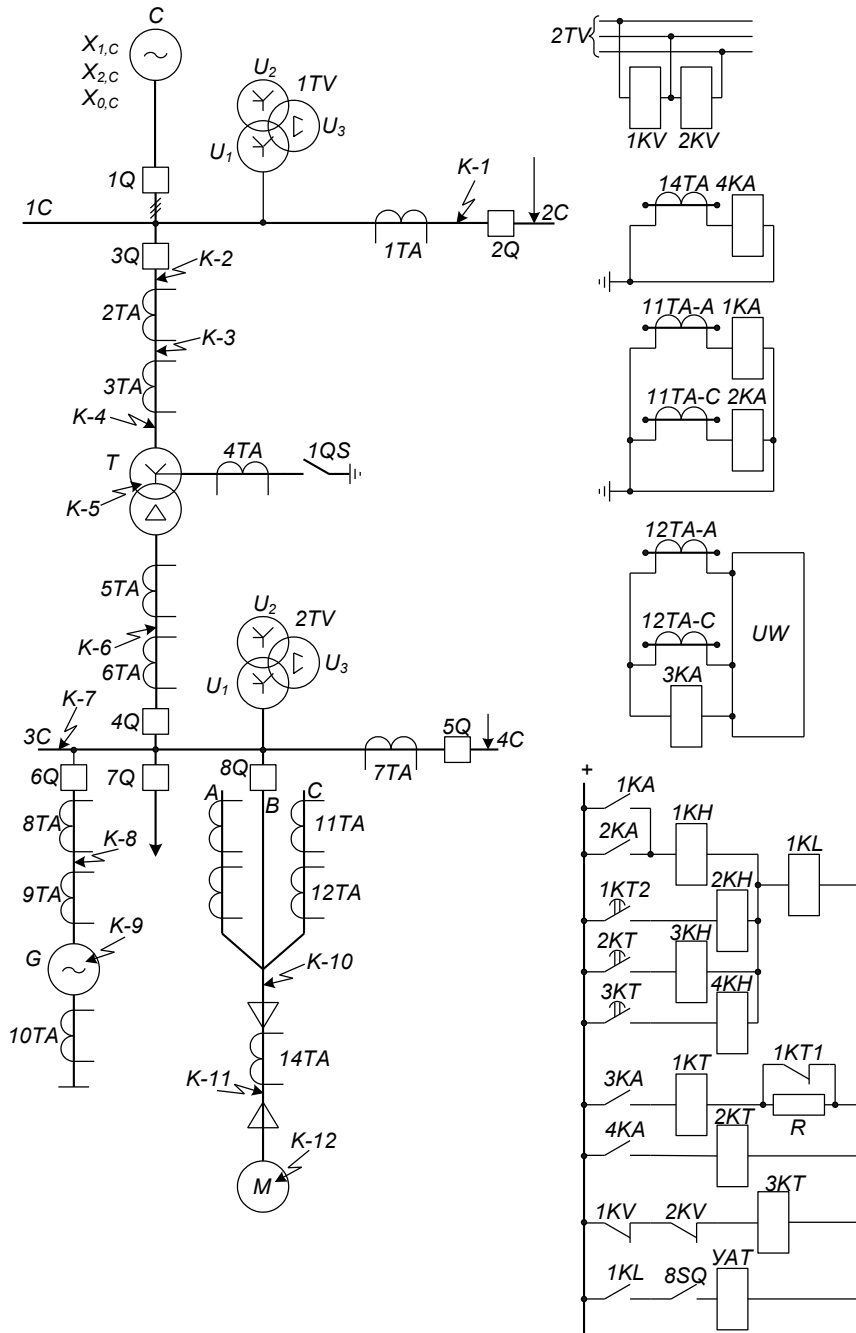 C
X1,C
X2,C
X0,C
U2
1TV
U3
U1
1Q
K-1
1C
2C
1TA
2Q
3Q
K-2
2TA
K-3
3TA
K-4
T
4TA
1QS
K-5
5TA
K-6
6TA
U2
2TV
U3
U1
K-7
4Q
3C
5Q
4C
7TA
6Q
7Q
8Q
A
B
C
8TA
11TA
K-8
9TA
12TA
G
K-9
K-10
10TA
14TA
K-11
K-12
M
2TV
1KV
2KV
14TA
4KA
11TA-A
1KA
11TA-C
2KA
12TA-A
12TA-C
UW
3KA
+
1KA
1KH
2KA
1KL
2KH
1KT2
3KH
2KT
4KH
3KT
1KT
1KT1
3KA
R
4KA
2KT
3KT
1KV
2KV
УАТ
1KL
8SQ